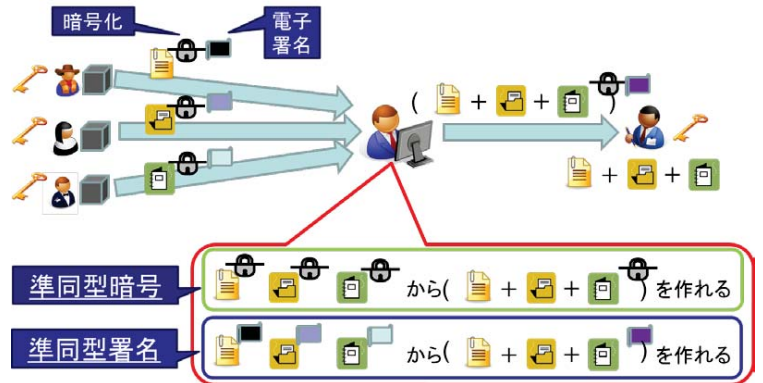 暗号化
電子
署名
( + + )
+ +
準同型暗号
から( + + )を作れる
準同型署名
から( + + )を作れる